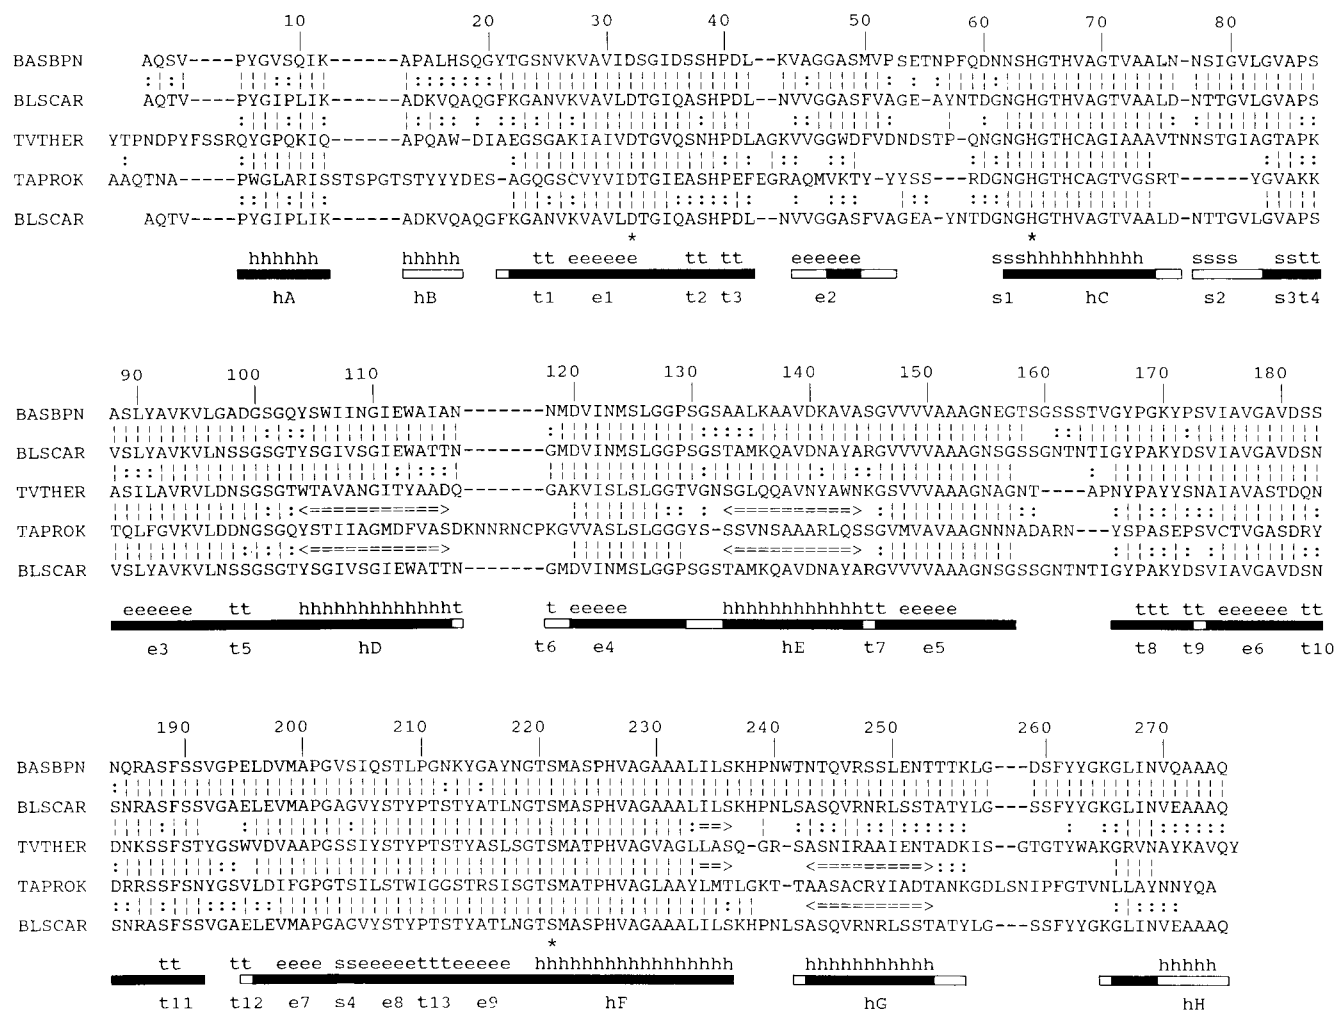 10 20 30 40 50 60 70 80
BASBPN AQSV----PYGVSQIK------APALHSQGYTGSNVKVAVIDSGIDSSHPDL--KVAGGASMVPSETNPFQDNNSHGTHVAGTVAALN-NSIGVLGVAPS
BLSCAR AQTV----PYGIPLIK------ADKVQAQGFKGANVKVAVLDTGIQASHPDL--NVVGGASFVAGE-AYNTDGNGHGTHVAGTVAALD-NTTGVLGVAPS
TVTHER YTPNDPYFSSRQYGPQKIQ------APQAW-DIAEGSGAKIAIVDTGVQSNHPDLAGKVVGGWDFVDNDSTP-QNGNGHGTHCAGIAAAVTNNSTGIAGTAPK
TAPROK AAQTNA-----PWGLARISSTSPGTSTYYYDES-AGQGSCVYVIDTGIEASHPEFEGRAQMVKTY-YYSS---RDGNGHGTHCAGTVGSRT------YGVAKK
BLSCAR AQTV----PYGIPLIK------ADKVQAQGFKGANVKVAVLDTGIQASHPDL--NVVGGASFVAGEA-YNTDGNGHGTHVAGTVAALD-NTTGVLGVAPS
* *
hhhhhh hhhhh tt eeeeee tt tt eeeeee ssshhhhhhhhhh ssss sstt
hA hB t1 e1 t2 t3 e2 s1 hC s2 s3t4
90 100 110 120 130 140 150 160 170 180
BASBPN ASLYAVKVLGADGSGQYSWIINGIEWAIAN-------NMDVINMSLGGPSGSAALKAAVDKAVASGVVVVAAAGNEGTSGSSSTVGYPGKYPSVIAVGAVDSS
BLSCAR VSLYAVKVLNSSGSGTYSGIVSGIEWATTN-------GMDVINMSLGGPSGSTAMKQAVDNAYARGVVVVAAAGNSGSSGNTNTIGYPAKYDSVIAVGAVDSN
TVTHER ASILAVRVLDNSGSGTWTAVANGITYAADQ-------GAKVISLSLGGTVGNSGLQQAVNYAWNKGSVVVAAAGNAGNT----APNYPAYYSNAIAVASTDQN
<===========> <==========>
TAPROK TQLFGVKVLDDNGSGQYSTIIAGMDFVASDKNNRNCPKGVVASLSLGGGYS-SSVNSAAARLQSSGVMVAVAAGNNNADARN---YSPASEPSVCTVGASDRY
<===========> <==========>
BLSCAR VSLYAVKVLNSSGSGTYSGIVSGIEWATTN-------GMDVINMSLGGPSGSTAMKQAVDNAYARGVVVVAAAGNSGSSGNTNTIGYPAKYDSVIAVGAVDSN
eeeeee tt hhhhhhhhhhhhht t eeeee hhhhhhhhhhhhtt eeeee ttt tt eeeeee tt
e3 t5 hD t6 e4 hE t7 e5 t8 t9 e6 t10
190 200 210 220 230 240 250 260 270
BASBPN NQRASFSSVGPELDVMAPGVSIQSTLPGNKYGAYNGTSMASPHVAGAAALILSKHPNWTNTQVRSSLENTTTKLG---DSFYYGKGLINVQAAAQ
BLSCAR SNRASFSSVGAELEVMAPGAGVYSTYPTSTYATLNGTSMASPHVAGAAALILSKHPNLSASQVRNRLSSTATYLG---SSFYYGKGLINVEAAAQ
<==>
TVTHER DNKSSFSTYGSWVDVAAPGSSIYSTYPTSTYASLSGTSMATPHVAGVAGLLASQ-GR-SASNIRAAIENTADKIS--GTGTYWAKGRVNAYKAVQY
<==> <=========>
TAPROK DRRSSFSNYGSVLDIFGPGTSILSTWIGGSTRSISGTSMATPHVAGLAAYLMTLGKT-TAASACRYIADTANKGDLSNIPFGTVNLLAYNNYQA
<=========>
BLSCAR SNRASFSSVGAELEVMAPGAGVYSTYPTSTYATLNGTSMASPHVAGAAALILSKHPNLSASQVRNRLSSTATYLG---SSFYYGKGLINVEAAAQ
*
tt tt eeee sseeeeettteeeee hhhhhhhhhhhhhhhhh hhhhhhhhhhh hhhhh
t11 t12 e7 s4 e8 t13 e9 hF hG hH